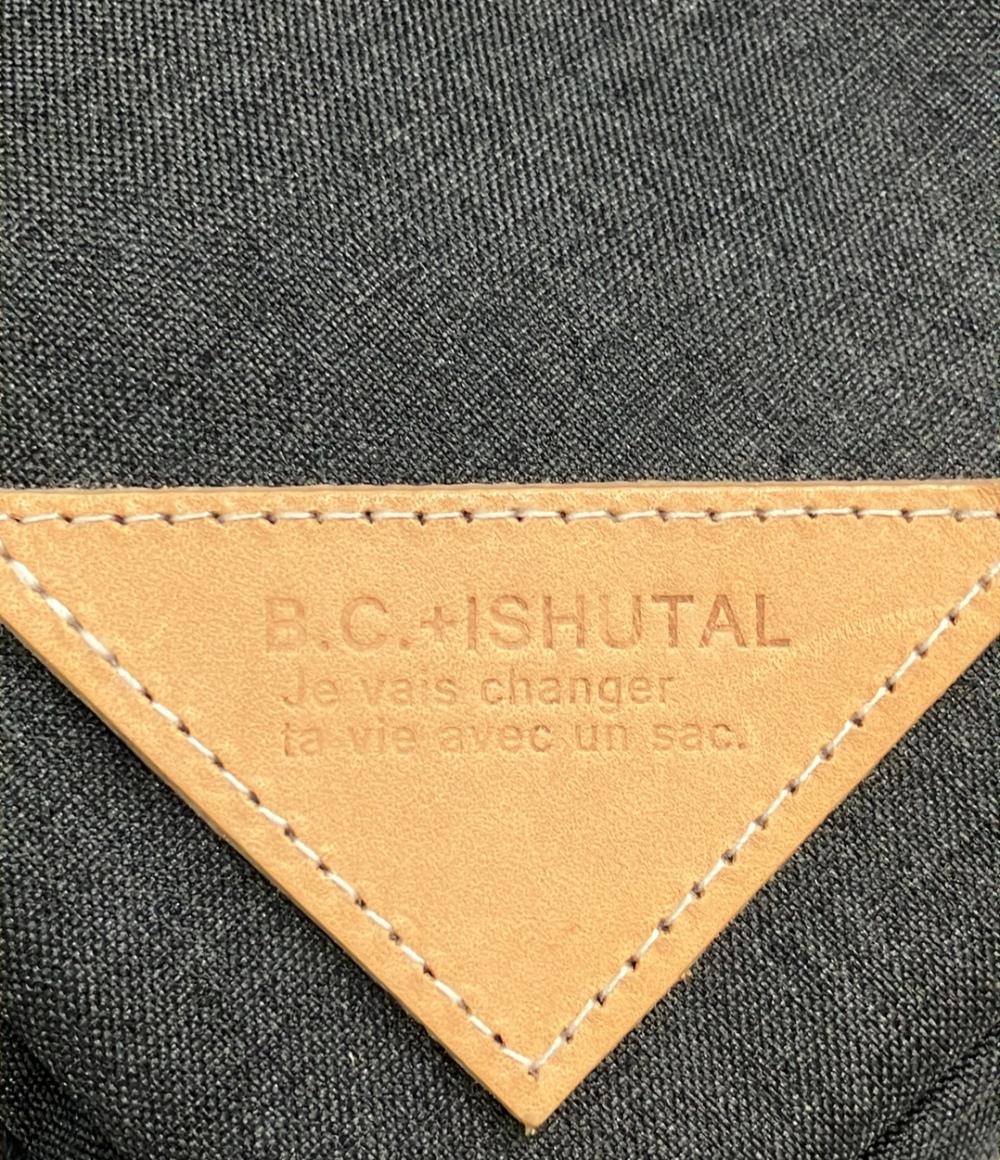 B.C.+ISHUTAL
Je vais changer
ta vie avec un sac.